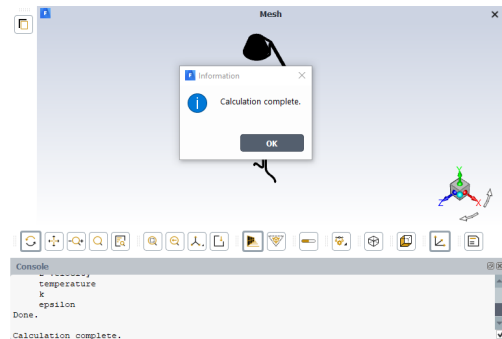 Mesh
Information
Calculation complete.
OK
Y
Z
X
Console
temperature
k
epsilon
Done.
Calculation complete.